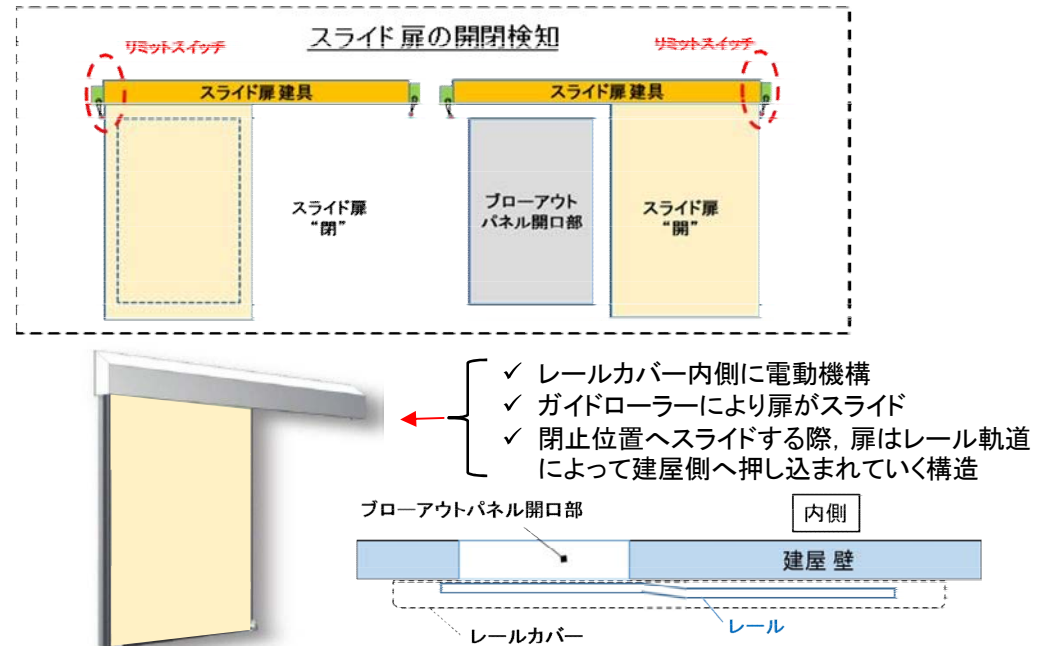 スライド扉の開閉検知
リミットスイッチ
リミットスイッチ
スライド扉建具
スライド扉建具
スライド扉
“閉”
ブローアウト
パネル開口部
スライド扉
“開”
✓ レールカバー内側に電動機構
✓ ガイドローラーにより扉がスライド
✓ 閉止位置へスライドする際, 扉はレール軌道
によって建屋側へ押し込まれていく構造
ブローアウトパネル開口部
内側
建屋 壁
レールカバー
レール